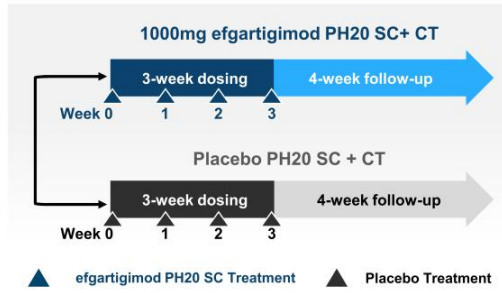 1000mg efgartigimod PH20 SC+ CT
3-week dosing 4-week follow-up
Week 0 1 2 3
Placebo PH20 SC + CT
3-week dosing 4-week follow-up
Week 0 1 2 3
efgartigimod PH20 SC Treatment Placebo Treatment